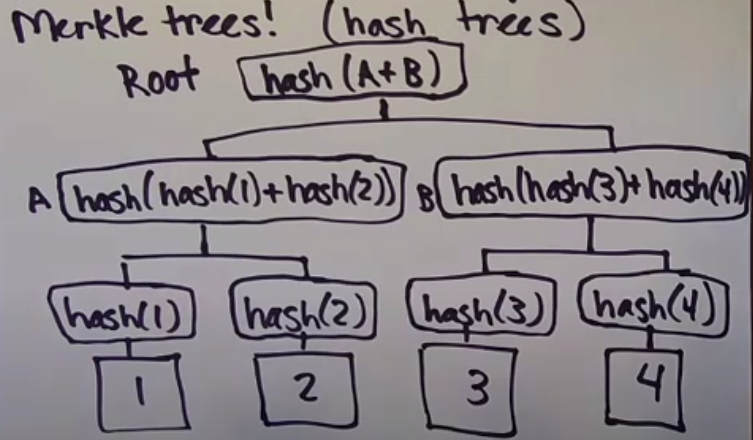 Merkle trees! (hash trees)
Root hash(A+B)
A hash(hash(1)+hash(2)) B hash(hash(3)+hash(4))
hash(1) hash(2) hash(3) hash(4)
1 2 3 4